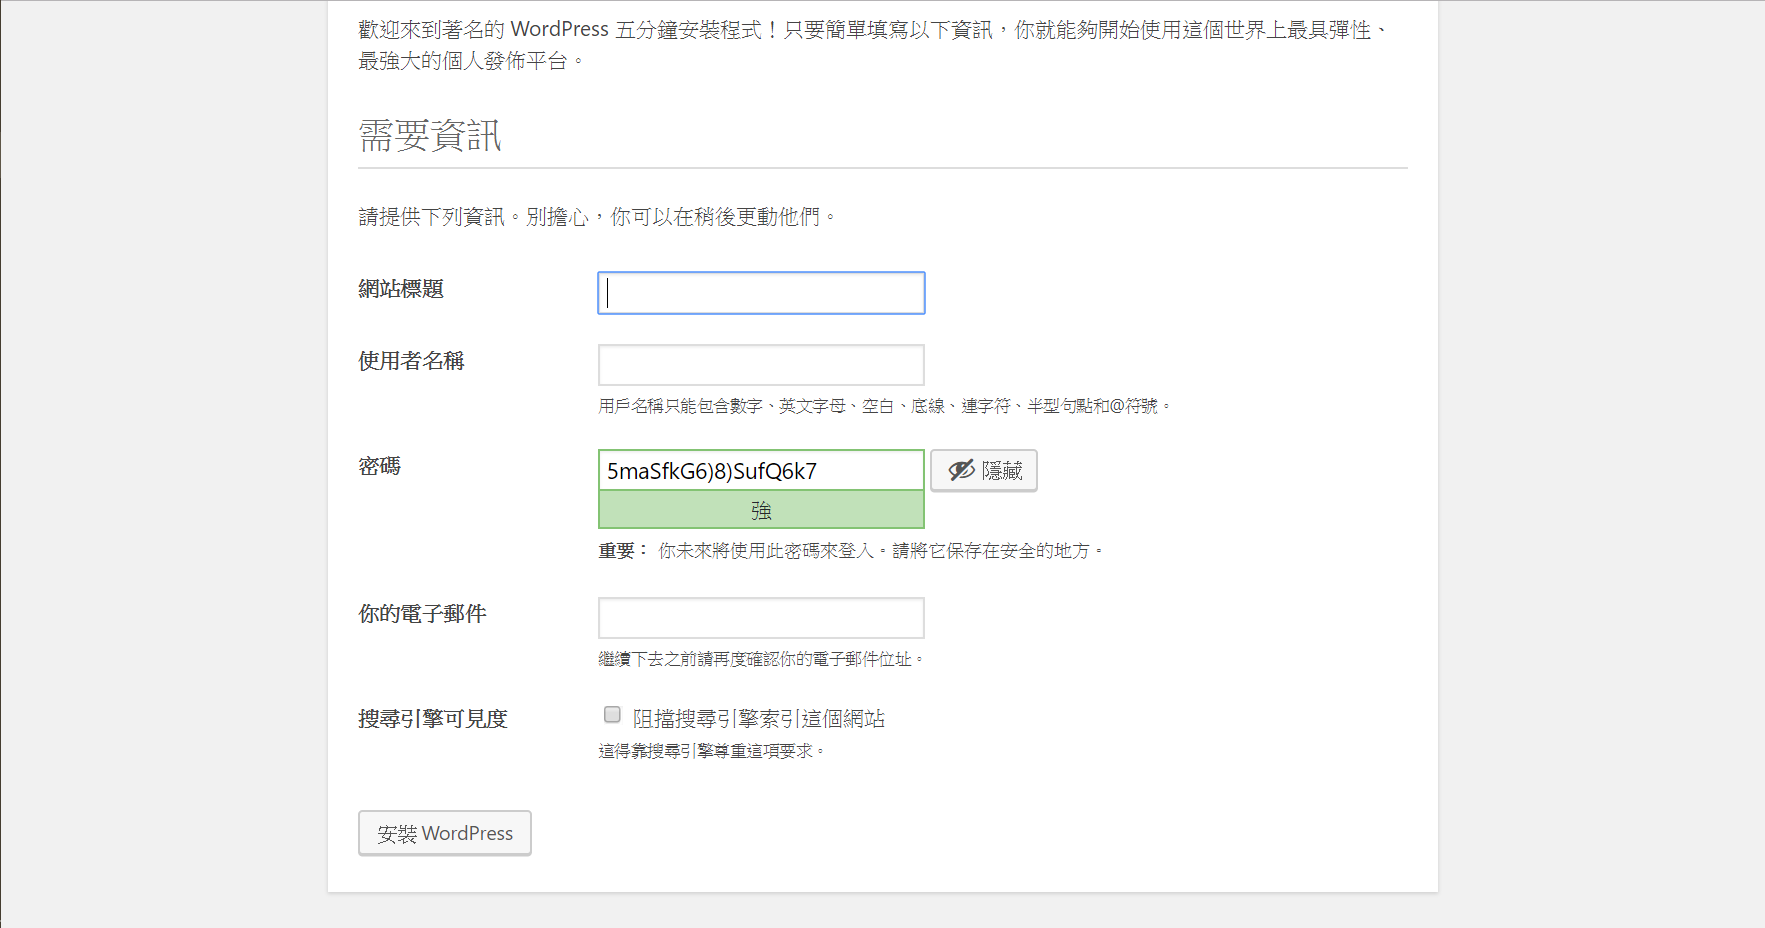 歡迎來到著名的 WordPress 五分鐘安裝程式！只要簡單填寫以下資訊，你就能夠開始使用這個世界上最具彈性、
最強大的個人發佈平台。
需要資訊
請提供下列資訊。別擔心，你可以在稍後更動他們。
網站標題
使用者名稱
用戶名稱只能包含數字、英文字母、空白、底線、連字符、半型句點和@符號。
密碼
5maSfkG6)8)SufQ6k7
隱藏
強
重要： 你未來將使用此密碼來登入。請將它保存在安全的地方。
你的電子郵件
繼續下去之前請再度確認你的電子郵件位址。
搜尋引擎可見度
阻擋搜尋引擎索引這個網站
這得靠搜尋引擎尊重這項要求。
安裝 WordPress